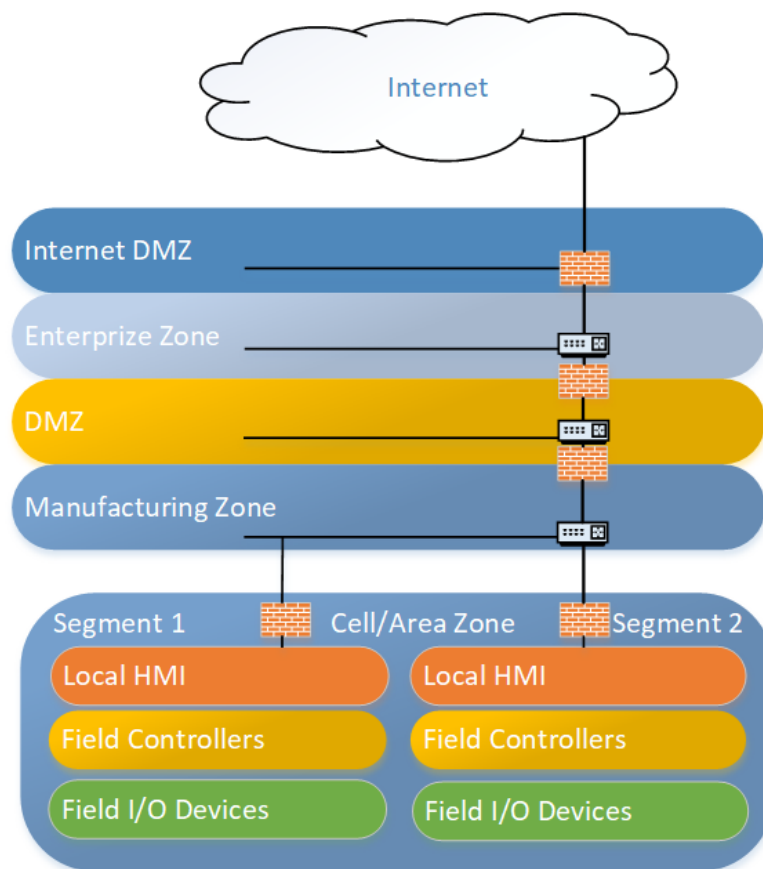 Internet
Internet DMZ
Enterprize Zone
DMZ
Manufacturing Zone
Segment 1
Cell/Area Zone
Segment 2
Local HMI
Local HMI
Field Controllers
Field Controllers
Field I/O Devices
Field I/O Devices